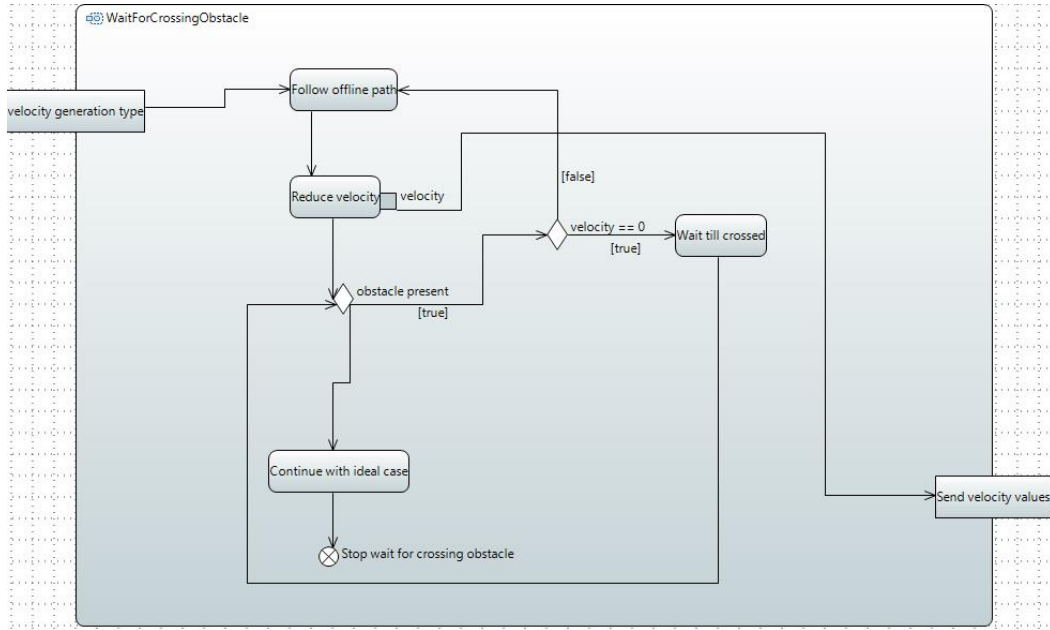 WaitForCrossingObstacle
Follow offline path
velocity generation type
Reduce velocity
velocity
[false]
velocity == 0
Wait till crossed
[true]
obstacle present
[true]
Continue with ideal case
Send velocity values
Stop wait for crossing obstacle